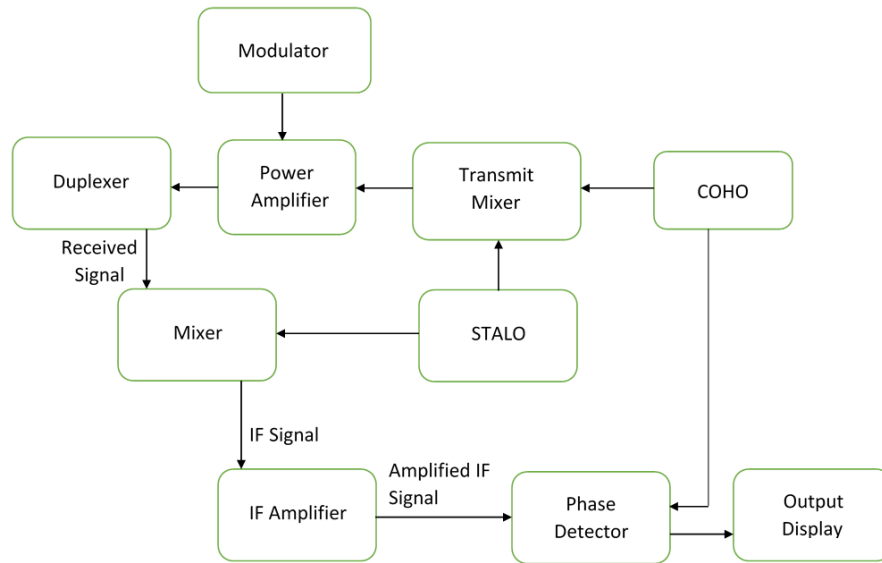 Modulator
Duplexer
Power
Amplifier
Transmit
Mixer
COHO
Received
Signal
Mixer
STALO
IF Signal
Amplified IF
Signal
IF Amplifier
Phase
Detector
Output
Display